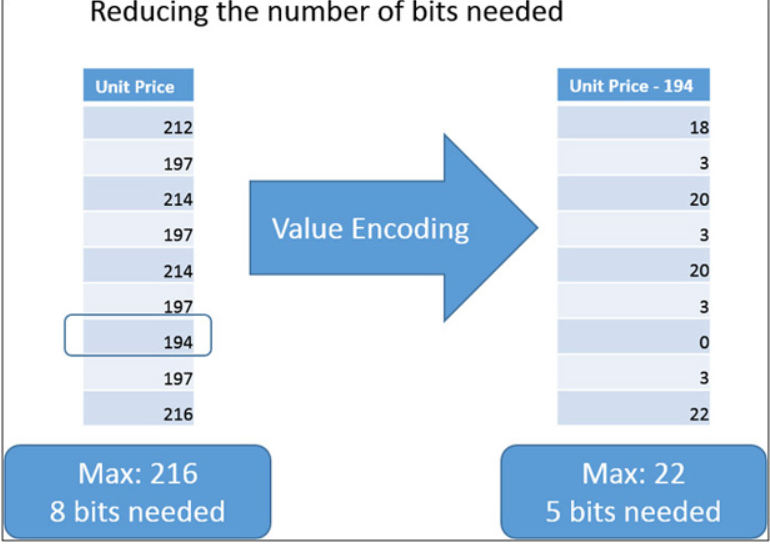 Reducing the number of bits needed
Unit Price
212
197
214
197
214
197
194
197
216
Value Encoding
Unit Price - 194
18
3
20
3
20
3
0
3
22
Max: 216
8 bits needed
Max: 22
5 bits needed